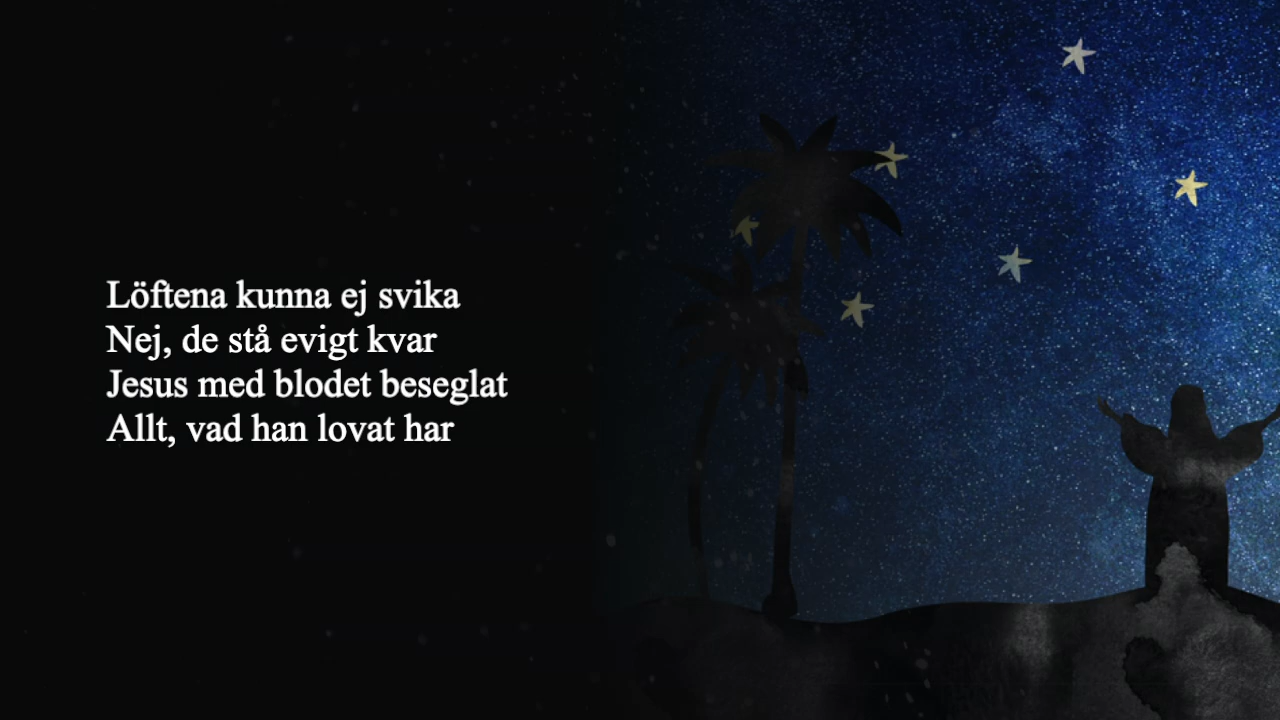 Löftena kunna ej svika
Nej, de stå evigt kvar
Jesus med blodet beseglat
Allt, vad han lovat har